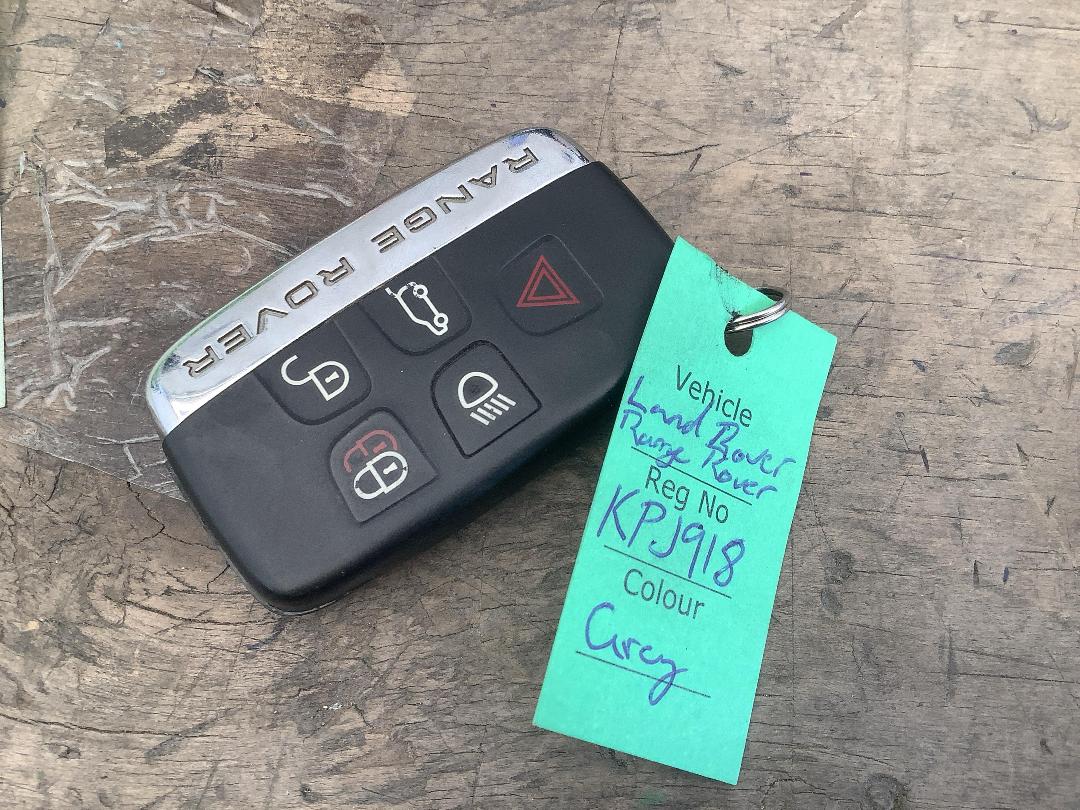 RANGE ROVER
Vehicle
Land Rover
Range Rover
Reg No
KPJ918
Colour
Grey